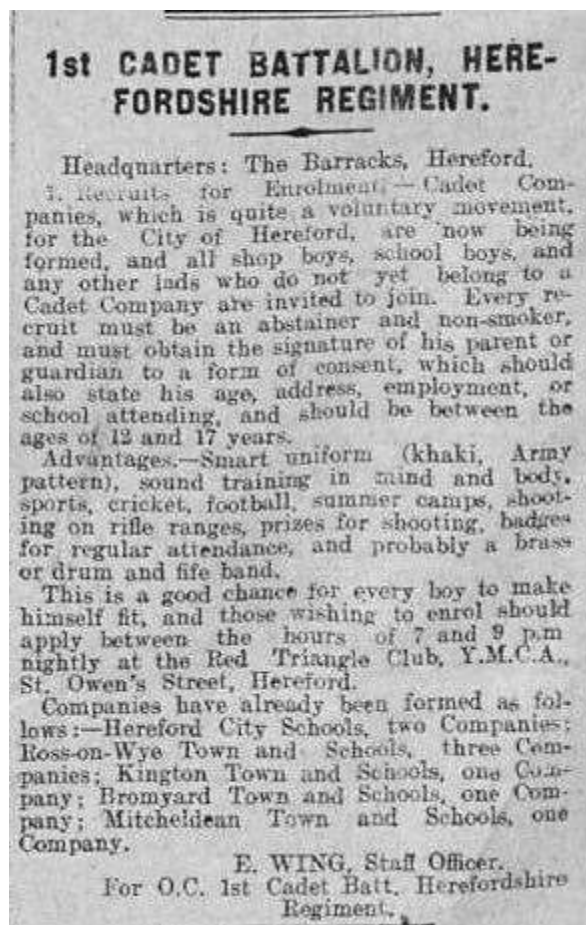 1st CADET BATTALION, HERE-
FORDSHIRE REGIMENT.
Headquarters: The Barracks, Hereford.
1. Recruits for Enrolment.—Cadet Com-
panies, which is quite a voluntary movement,
for the City of Hereford, are now being
formed, and all shop boys, school boys, and
any other lads who do not yet belong to a
Cadet Company are invited to join. Every re-
cruit must be an abstainer and non-smoker,
and must obtain the signature of his parent or
guardian to a form of consent, which should
also state his age, address, employment, or
school attending, and should be between the
ages of 12 and 17 years.
Advantages.—Smart uniform (khaki, Army
pattern), sound training in mind and body,
sports, cricket, football, summer camps, shoot-
ing on rifle ranges, prizes for shooting, badges
for regular attendance, and probably a brass
or drum and fife band.
This is a good chance for every boy to make
himself fit, and those wishing to enrol should
apply between the hours of 7 and 9 p.m
nightly at the Red Triangle Club, Y.M.C.A.,
St. Owen's Street, Hereford.
Companies have already been formed as fol-
lows:—Hereford City Schools, two Companies;
Ross-on-Wye Town and Schools, three Com-
panies; Kington Town and Schools, one Com-
pany; Bromyard Town and Schools, one Com-
pany; Mitcheldean Town and Schools, one
Company.
E. WING, Staff Officer.
For O.C. 1st Cadet Batt. Herefordshire
Regiment.